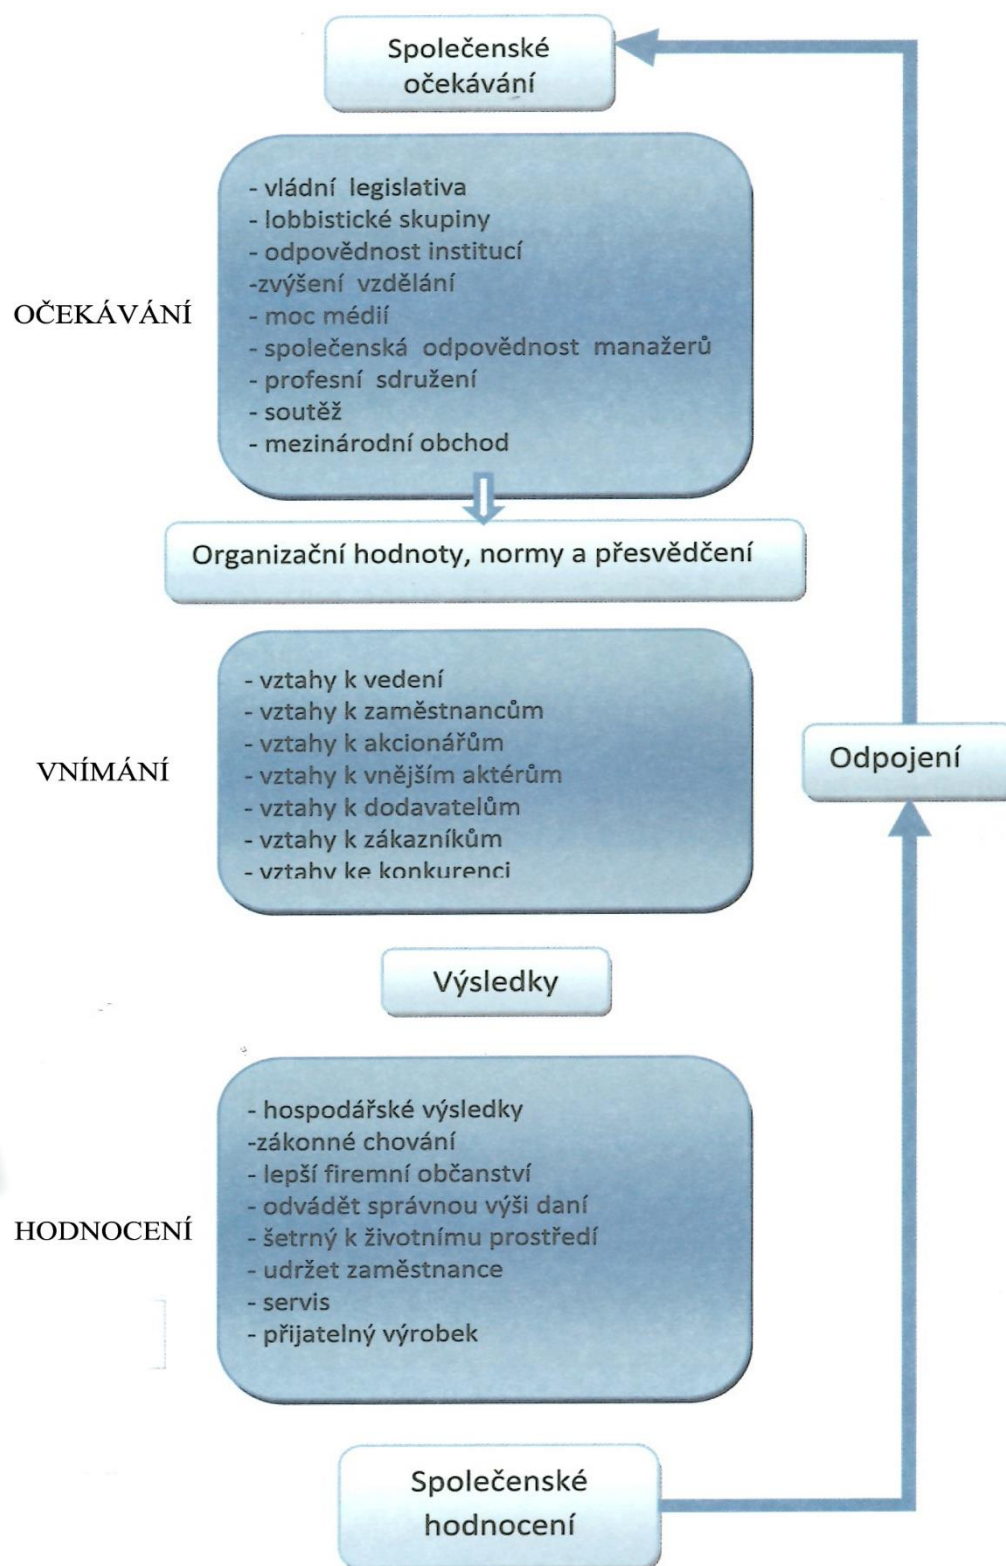 Společenské
očekávání
- vládní legislativa
- lobbistické skupiny
- odpovědnost institucí
-zvýšení vzdělání
- moc médií
- společenská odpovědnost manažerů
- profesní sdružení
- soutěž
- mezinárodní obchod
OČEKÁVÁNÍ
Organizační hodnoty, normy a přesvědčení
- vztahy k vedení
- vztahy k zaměstnancům
- vztahy k akcionářům
- vztahy k vnějším aktérům
- vztahy k dodavatelům
- vztahy k zákazníkům
- vztahy ke konkurenci
VNÍMÁNÍ
Odpojení
Výsledky
- hospodářské výsledky
-zákonné chování
- lepší firemní občanství
- odvádět správnou výši daní
- šetrný k životnímu prostředí
- udržet zaměstnance
- servis
- přijatelný výrobek
HODNOCENÍ
Společenské
hodnocení